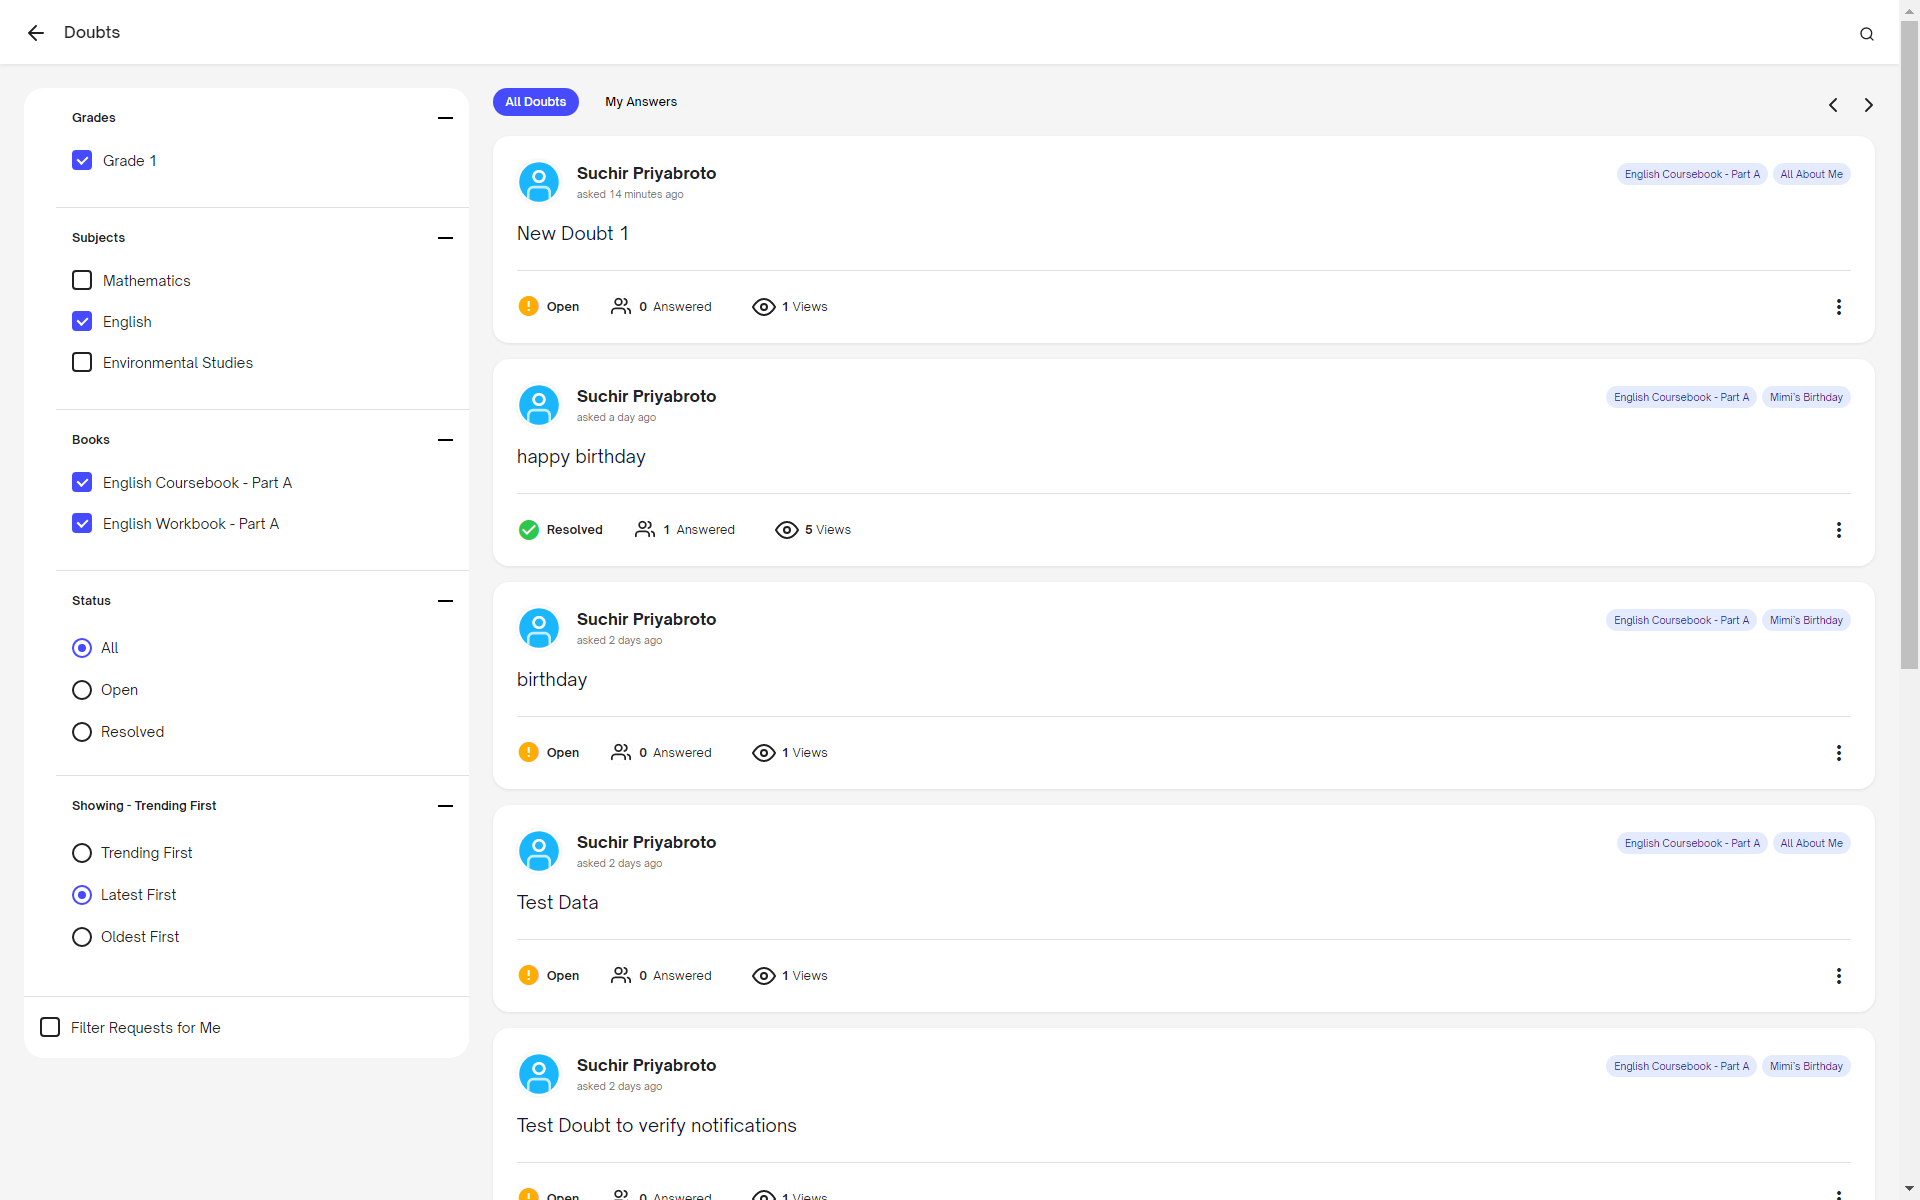 Doubts
Grades
Grade 1
Subjects
Mathematics
English
Environmental Studies
Books
English Coursebook - Part A
English Workbook - Part A
Status
All
Open
Resolved
Showing - Trending First
Trending First
Latest First
Oldest First
Filter Requests for Me
All Doubts My Answers
Suchir Priyabroto English Coursebook - Part A All About Me
asked 14 minutes ago
New Doubt 1
Open 0 Answered 1 Views
Suchir Priyabroto English Coursebook - Part A Mimi's Birthday
asked a day ago
happy birthday
Resolved 1 Answered 5 Views
Suchir Priyabroto English Coursebook - Part A Mimi's Birthday
asked 2 days ago
birthday
Open 0 Answered 1 Views
Suchir Priyabroto English Coursebook - Part A All About Me
asked 2 days ago
Test Data
Open 0 Answered 1 Views
Suchir Priyabroto English Coursebook - Part A Mimi's Birthday
asked 2 days ago
Test Doubt to verify notifications
Open 0 Answered 1 Views